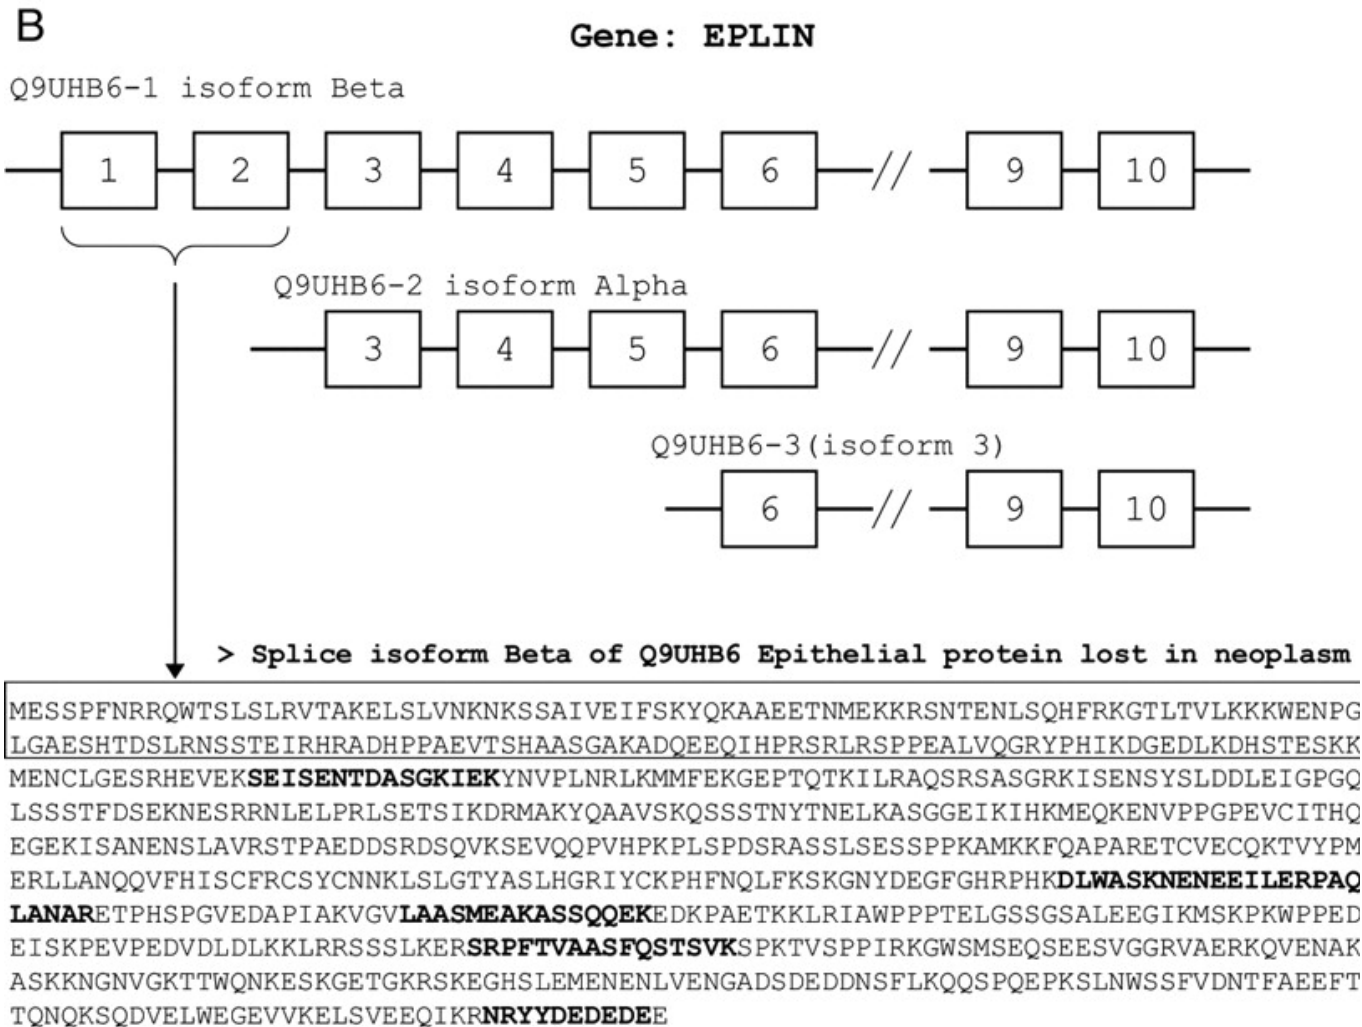 B
Gene: EPLIN
Q9UHB6-1 isoform Beta
1 2 3 4 5 6 // 9 10
Q9UHB6-2 isoform Alpha
3 4 5 6 // 9 10
Q9UHB6-3(isoform 3)
6 // 9 10
> Splice isoform Beta of Q9UHB6 Epithelial protein lost in neoplasm
MESSPFNRRQWTSLSLRVTAKELSLVNKNKSSAIVEIFSKYQKAAEETNMEKKRSNTENLSQHFRKGTLTVLKKKWENPG
LGAESHTDSLRNSSTEIRHRADHPPAEVTSHAASGAKADQEEQIHPRSRLRSPPEALVQGRYPHIKDGEDLKDHSTESKK
MENCLGESRHEVEKSEISENTDASGKIEKYNVPLNRLKMMFEKGEPTQTKILRAQSRSASGRKISENSYSLDDLEIGPGQ
LSSSTFDSEKNESRRNLELPRLSETSIKDRMAKYQAAVSKQSSSTNYTNELKASGGEIKIHKMEQKENVPPGPEVCITHQ
EGEKISANENSLAVRSTPAEDDSRDSQVKSEVQQPVHPKPLSPDSRASSLSESSPPKAMKKFQAPARETCVECQKTVYPM
ERLLANQQVFHISCFRCSYCNNKLSLGTYASLHGRIYCKPHFNQLFKSKGNYDEGFGHRPHKDLWASKNENEEILERPAQ
LANARETPHSPGVEDAPIAKVGVLAASMEAKASSQQEKEDKPAETKKLRIAWPPPTELGSSGSALEEGIKMSKPKWPPED
EISKPEVPEDVDLDLKKLRRSSSLKERSRPFTVAASFQSTSVKSPKTVSPPIRKGWSMSEQSEESVGGRVAERKQVENAK
ASKKNGNVGKTTWQNKESKGETGKRSKEGHSLEMENENLVENGADSDEDDNSFLKQQSPQEPKSLNWSSFVDNTFAEEFT
TQNQKSQDVELWEGEVVKELSVEEQIKRNRYYDEDEDEE